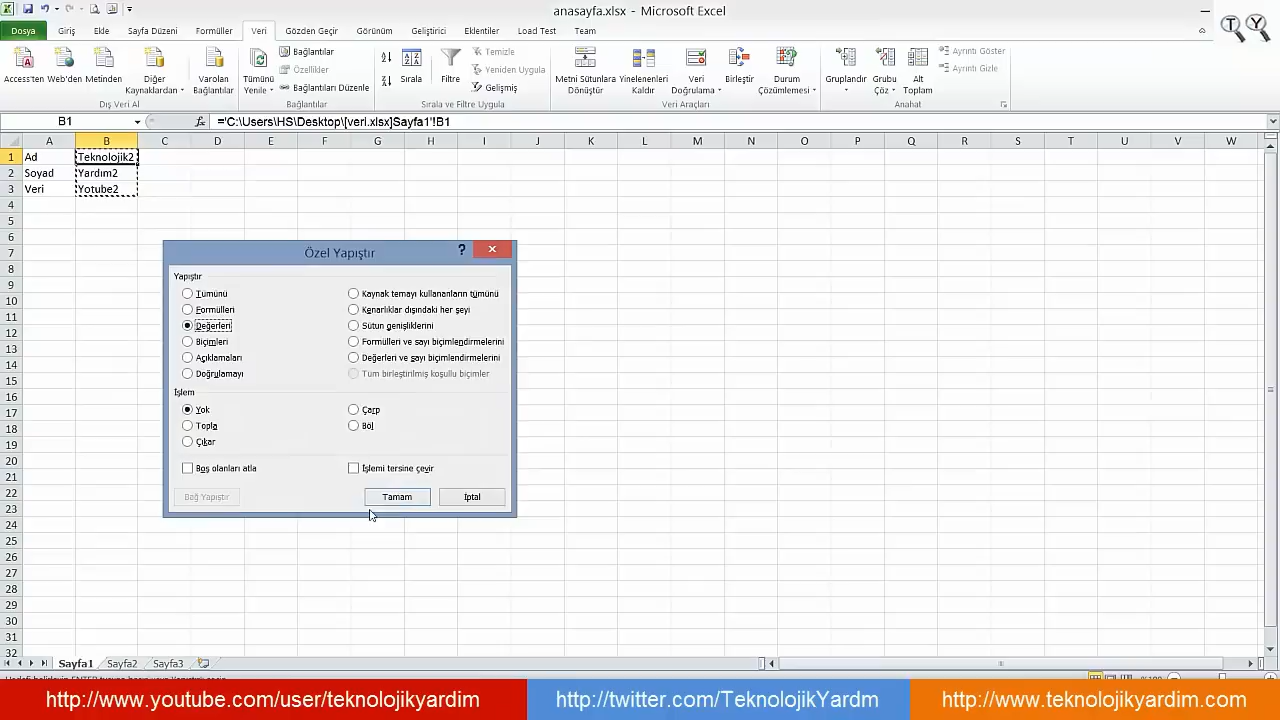 anasayfa.xlsx - Microsoft Excel
Dosya Giriş Ekle Sayfa Düzeni Formüller Veri Gözden Geçir Görünüm Geliştirici Eklentiler Load Test Team
Access'ten Web'den Metinden Diğer Kaynaklardan Varolan Bağlantılar Tümünü Yenile
Bağlantılar
Özellikler
Bağlantıları Düzenle
Sırala Filtre
Temizle
Yeniden Uygula
Gelişmiş
Metni Sütunlara Dönüştür Yinelenenleri Kaldır Veri Doğrulama Birleştir Durum Çözümlemesi
Gruplandır Grubu Çöz Alt Toplam
Ayrıntı Göster
Ayrıntı Gizle
Dış Veri Al Bağlantılar Sırala ve Filtre Uygula Veri Araçları Anahat
T Y
B1 fx ='C:\Users\HS\Desktop\[veri.xlsx]Sayfa1'!B1
A B C D E F G H I J K L M N O P Q R S T U V W
1 Ad Teknolojik2
2 Soyad Yardım2
3 Veri Yotube2
4
5
6
7
8
9
10
11
12
13
14
15
16
17
18
19
20
21
22
23
24
25
26
27
28
29
30
31
32
Özel Yapıştır ?
Yapıştır
Tümünü Kaynak temayı kullananların tümünü
Formülleri Kenarlıklar dışındaki her şeyi
Değerleri Sütun genişliklerini
Biçimleri Formülleri ve sayı biçimlendirmelerini
Açıklamaları Değerleri ve sayı biçimlendirmelerini
Doğrulamayı Tüm birleştirilmiş koşullu biçimler
İşlem
Yok Çarp
Topla Böl
Çıkar
Boş olanları atla İşlemi tersine çevir
Bağ Yapıştır Tamam İptal
Sayfa1 Sayfa2 Sayfa3
http://www.youtube.com/user/teknolojikyardim http://twitter.com/TeknolojikYardm http://www.teknolojikyardim.com